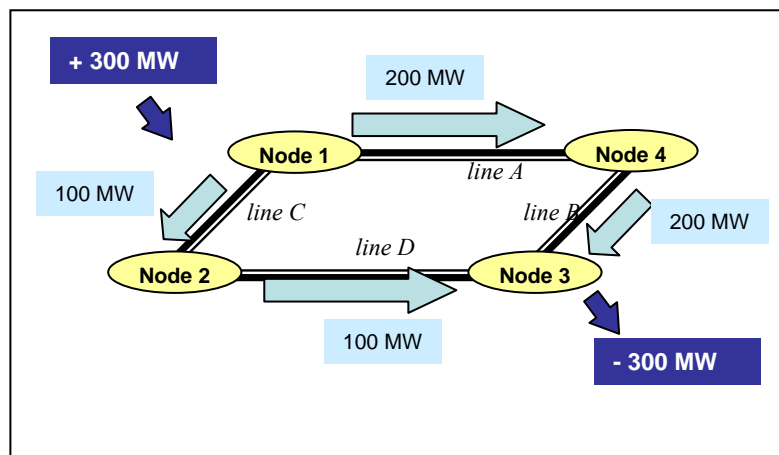 + 300 MW
200 MW
Node 1
Node 4
line A
100 MW
line C
line B
200 MW
line D
Node 2
Node 3
100 MW
- 300 MW